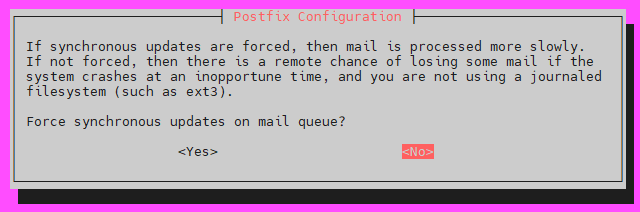 Postfix Configuration
If synchronous updates are forced, then mail is processed more slowly.
If not forced, then there is a remote chance of losing some mail if the
system crashes at an inopportune time, and you are not using a journaled
filesystem (such as ext3).
Force synchronous updates on mail queue?
<Yes> <No>